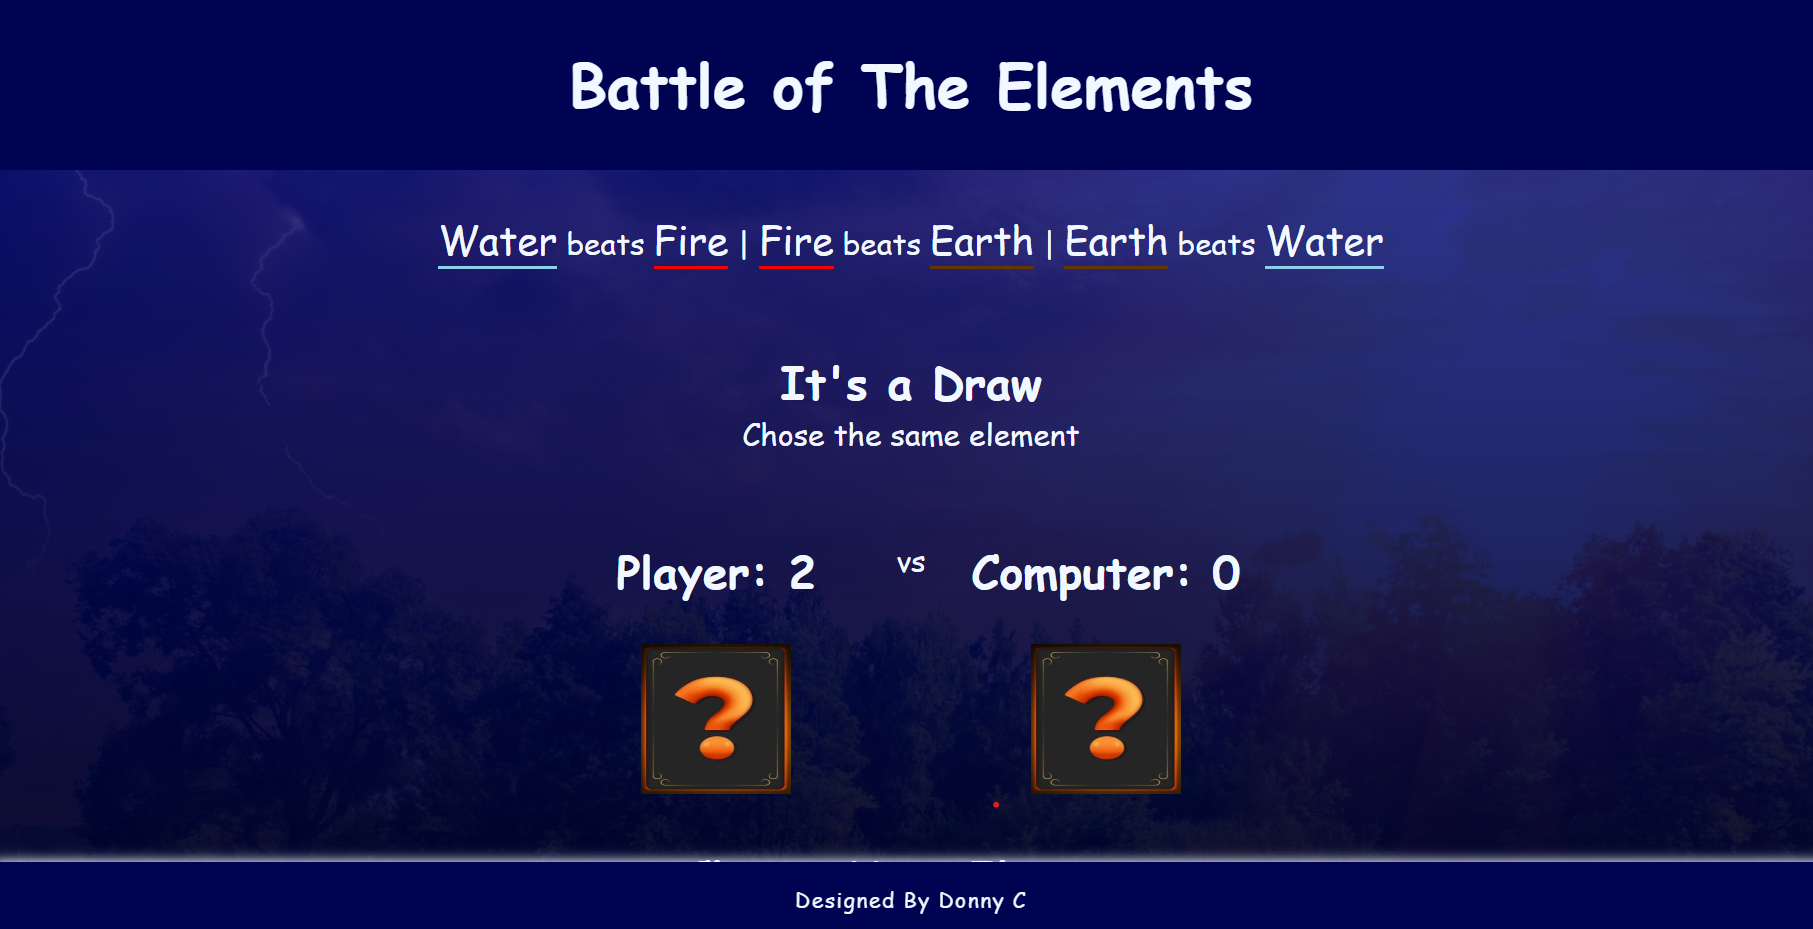 Battle of The Elements
Water beats Fire | Fire beats Earth | Earth beats Water
It's a Draw
Chose the same element
Player: 2 vs Computer: 0
? ?
Designed By Donny C